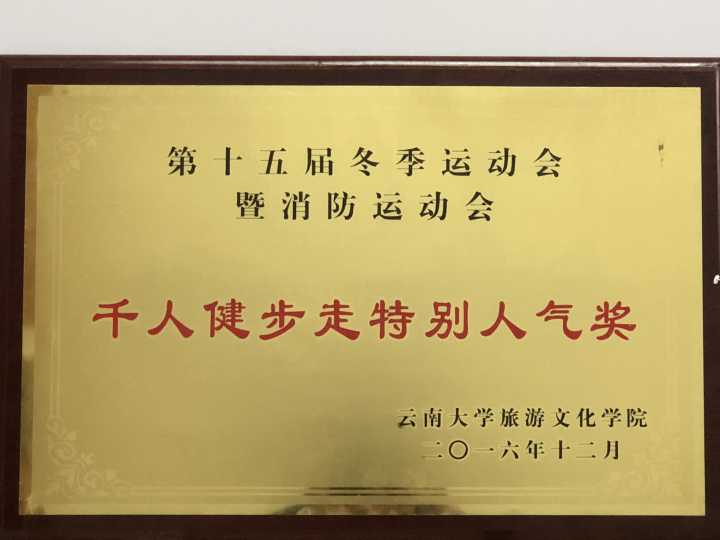 第十五届冬季运动会
暨消防运动会
千人健步走特别人气奖
云南大学旅游文化学院
二〇一六年十二月